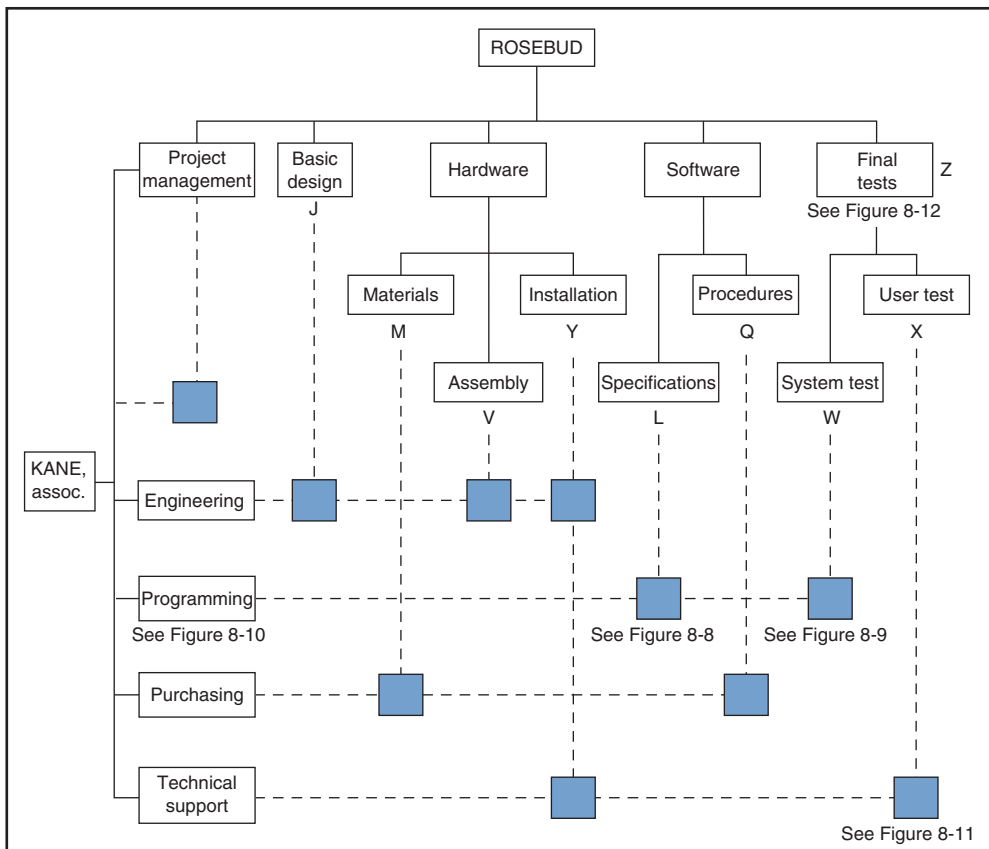 ROSEBUD
Project
management
Basic
design
J
Hardware
Software
Final
tests
Z
See Figure 8-12
Materials
M
Installation
Y
Procedures
Q
User test
X
Assembly
V
Specifications
L
System test
W
KANE,
assoc.
Engineering
Programming
See Figure 8-10
See Figure 8-8
See Figure 8-9
Purchasing
Technical
support
See Figure 8-11